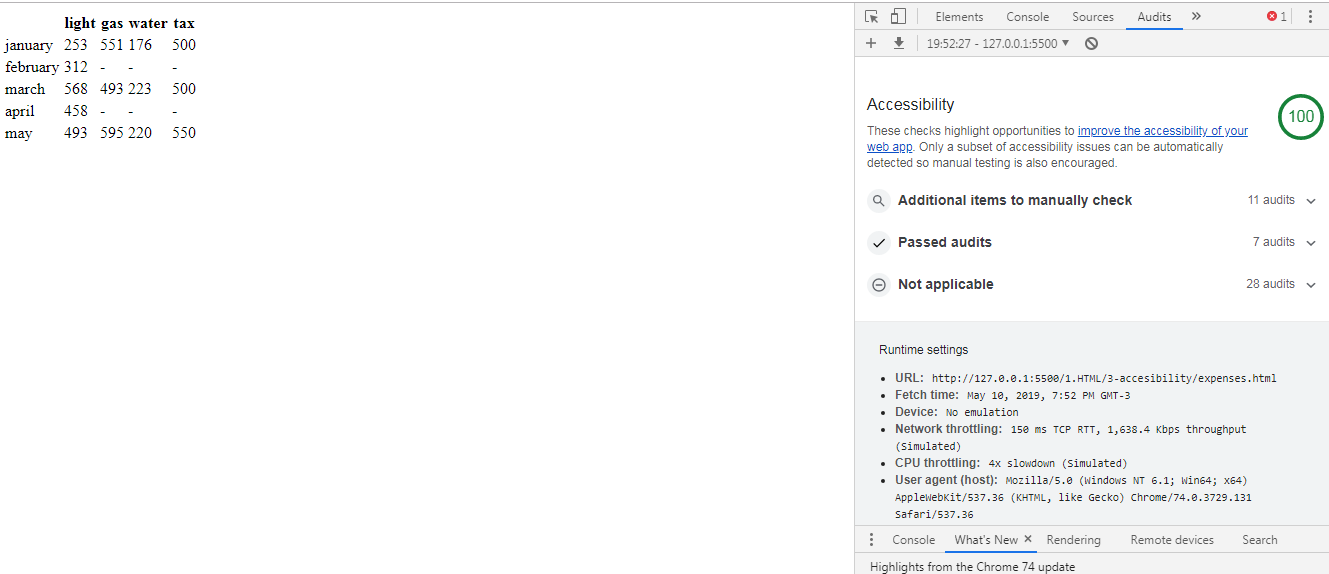 light gas water tax
january 253 551 176 500
february 312 - - -
march 568 493 223 500
april 458 - - -
may 493 595 220 550
Elements Console Sources Audits » 1
19:52:27 - 127.0.0.1:5500 ▼
Accessibility
100
These checks highlight opportunities to improve the accessibility of your
web app. Only a subset of accessibility issues can be automatically
detected so manual testing is also encouraged.
Additional items to manually check 11 audits
Passed audits 7 audits
Not applicable 28 audits
Runtime settings
• URL: http://127.0.0.1:5500/1.HTML/3-accesibility/expenses.html
• Fetch time: May 10, 2019, 7:52 PM GMT-3
• Device: No emulation
• Network throttling: 150 ms TCP RTT, 1,638.4 Kbps throughput
(Simulated)
• CPU throttling: 4x slowdown (Simulated)
• User agent (host): Mozilla/5.0 (Windows NT 6.1; Win64; x64)
AppleWebKit/537.36 (KHTML, like Gecko) Chrome/74.0.3729.131
Safari/537.36
Console What's New × Rendering Remote devices Search
Highlights from the Chrome 74 update